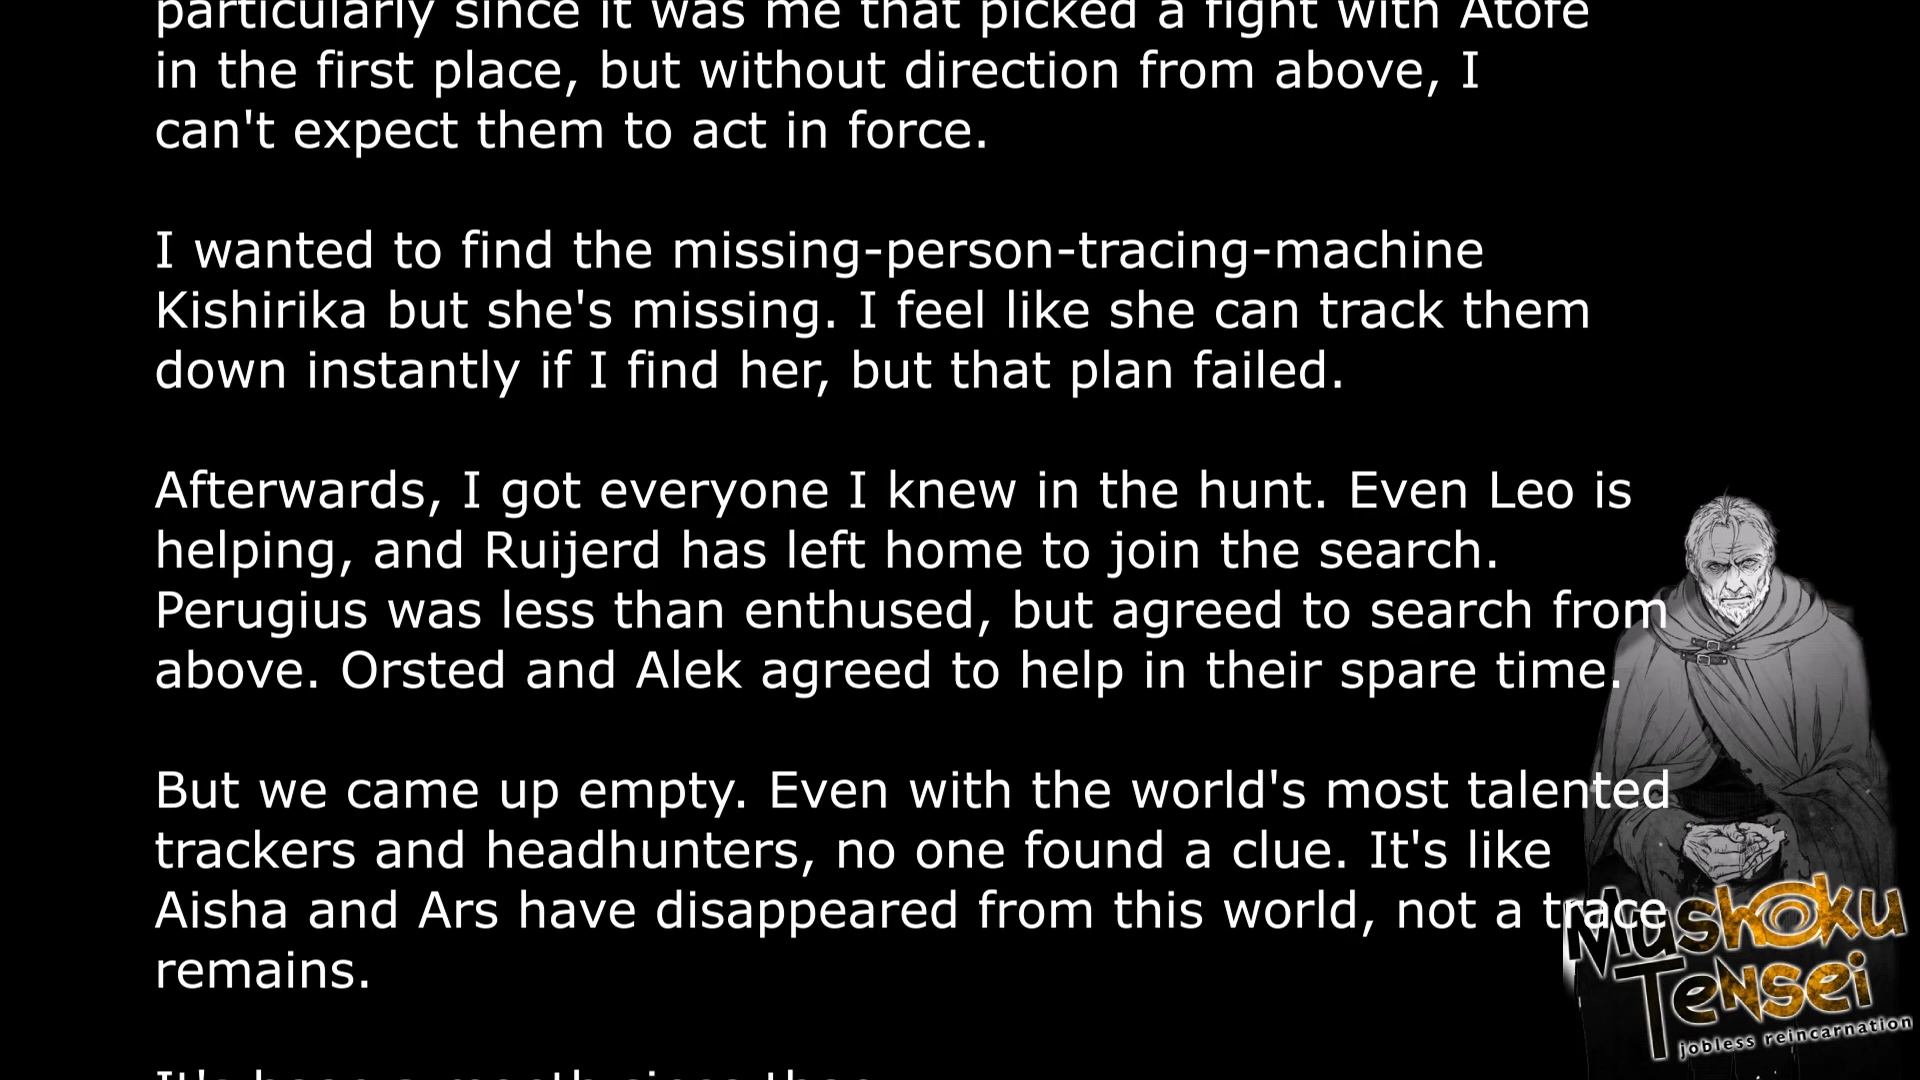 particularly since it was me that picked a fight with Atofe
in the first place, but without direction from above, I
can't expect them to act in force.
I wanted to find the missing-person-tracing-machine
Kishirika but she's missing. I feel like she can track them
down instantly if I find her, but that plan failed.
Afterwards, I got everyone I knew in the hunt. Even Leo is
helping, and Ruijerd has left home to join the search.
Perugius was less than enthused, but agreed to search from
above. Orsted and Alek agreed to help in their spare time.
But we came up empty. Even with the world's most talented
trackers and headhunters, no one found a clue. It's like
Aisha and Ars have disappeared from this world, not a trace
remains.
It's been a month since then
Mushoku
Tensei
jobless reincarnation